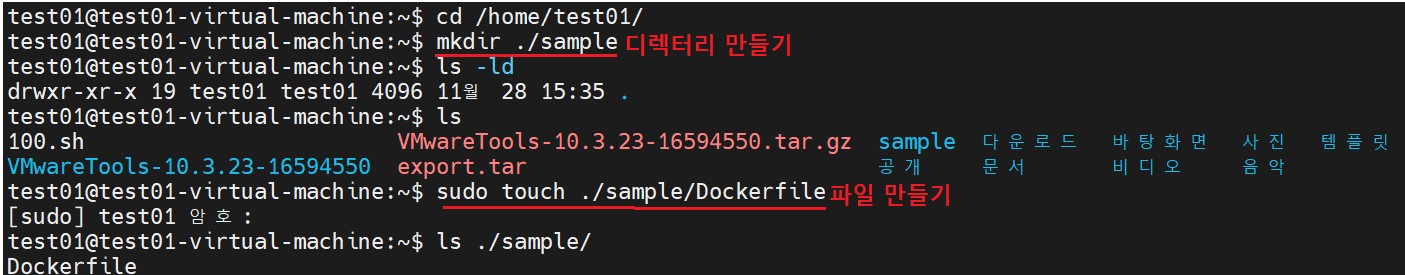 test01@test01-virtual-machine:~$ cd /home/test01/
test01@test01-virtual-machine:~$ mkdir ./sample 디렉터리 만들기
test01@test01-virtual-machine:~$ ls -ld
drwxr-xr-x 19 test01 test01 4096 11월  28 15:35 .
test01@test01-virtual-machine:~$ ls
100.sh VMwareTools-10.3.23-16594550.tar.gz sample 다운로드 바탕화면 사진 템플릿
VMwareTools-10.3.23-16594550 export.tar 공개 문서 비디오 음악
test01@test01-virtual-machine:~$ sudo touch ./sample/Dockerfile 파일 만들기
[sudo] test01 암호:
test01@test01-virtual-machine:~$ ls ./sample/
Dockerfile